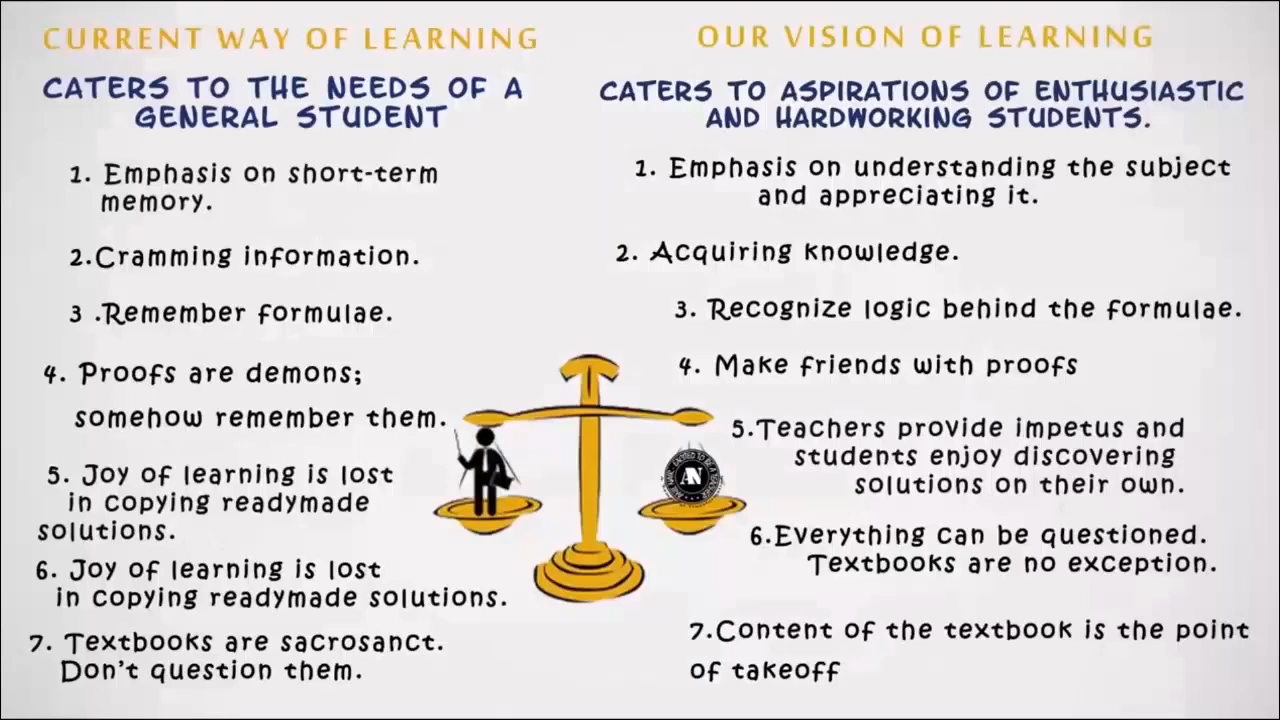 CURRENT WAY OF LEARNING
CATERS TO THE NEEDS OF A
GENERAL STUDENT
1. Emphasis on short-term
memory.
2.Cramming information.
3 .Remember formulae.
4. Proofs are demons;
somehow remember them.
5. Joy of learning is lost
in copying readymade
solutions.
6. Joy of learning is lost
in copying readymade solutions.
7. Textbooks are sacrosanct.
Don't question them.
OUR VISION OF LEARNING
CATERS TO ASPIRATIONS OF ENTHUSIASTIC
AND HARDWORKING STUDENTS.
1. Emphasis on understanding the subject
and appreciating it.
2. Acquiring knowledge.
3. Recognize logic behind the formulae.
4. Make friends with proofs
5.Teachers provide impetus and
students enjoy discovering
solutions on their own.
6.Everything can be questioned.
Textbooks are no exception.
7.Content of the textbook is the point
of takeoff
AN